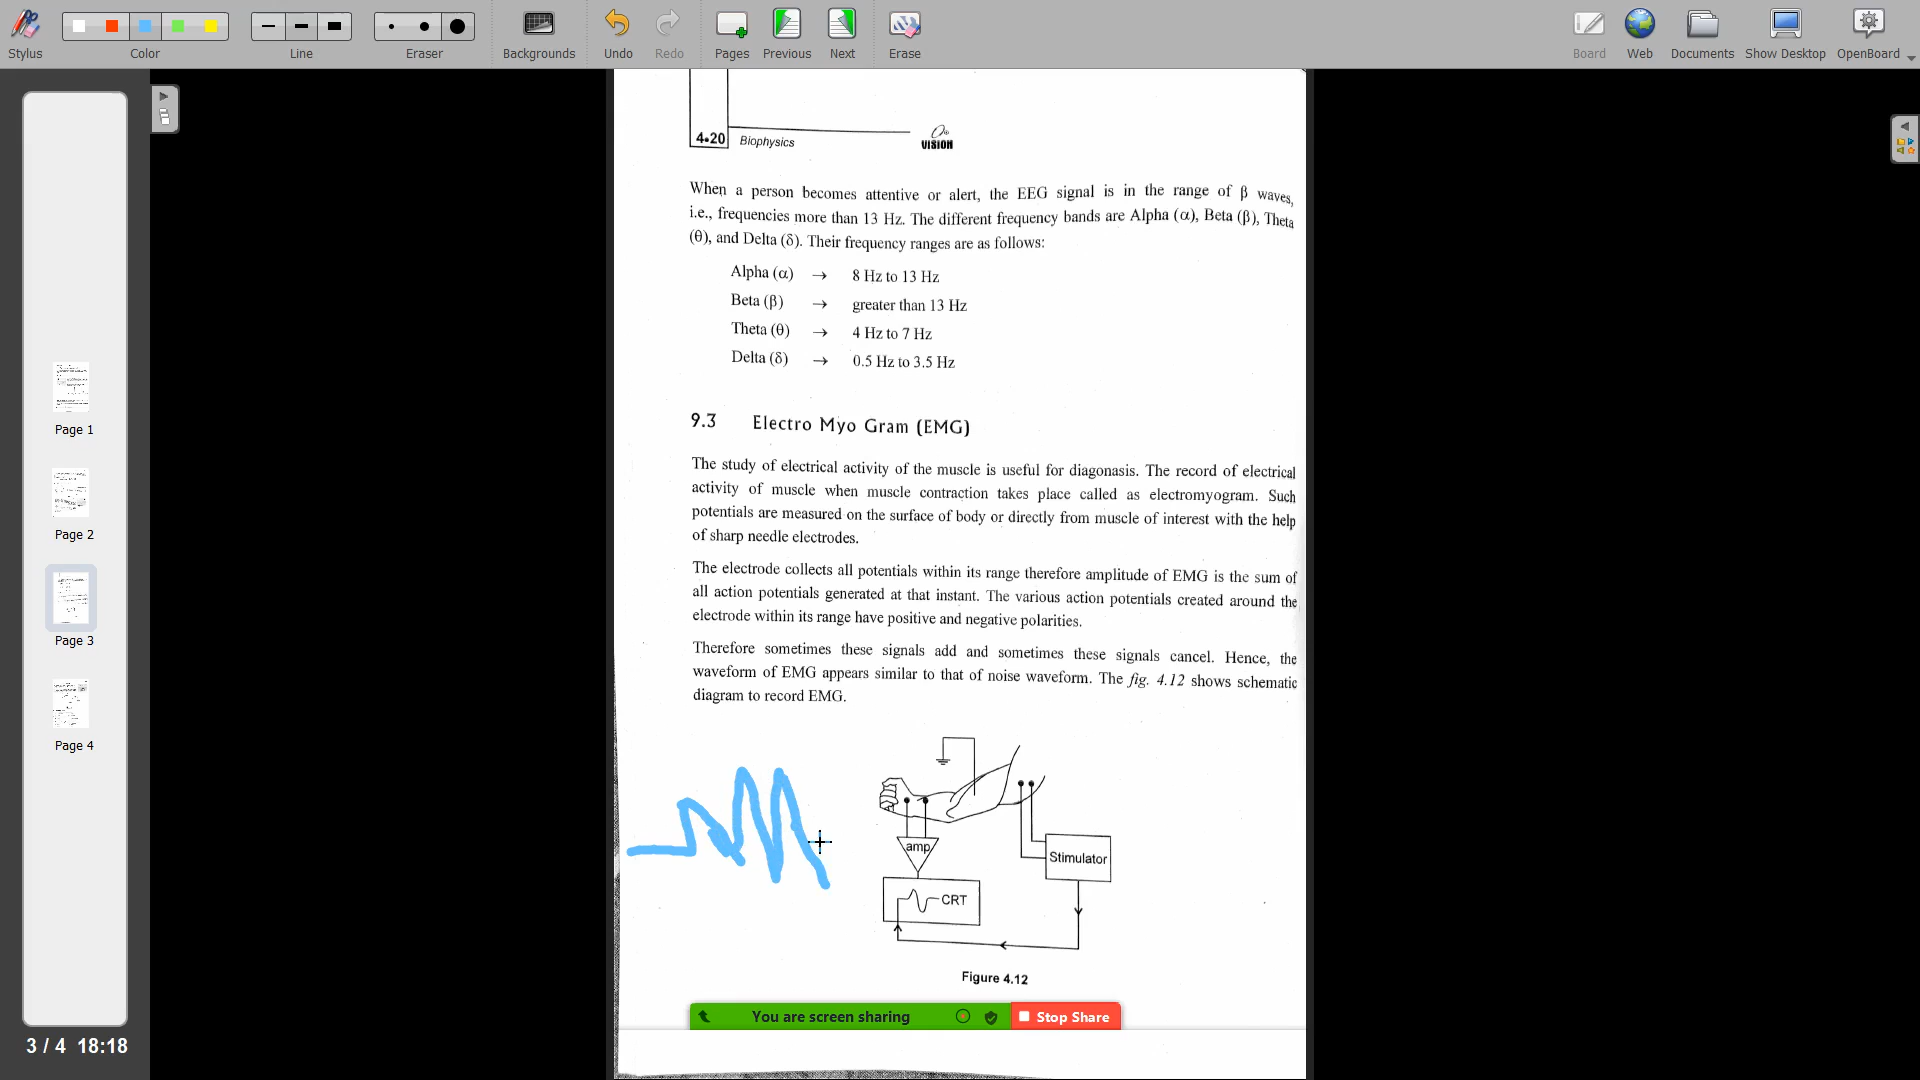 Stylus
Color
Line
Eraser
Backgrounds
Undo
Redo
Pages
Previous
Next
Erase
Board
Web
Documents
Show Desktop
OpenBoard
Page 1
Page 2
Page 3
Page 4
3 / 4 18:18
4•20 Biophysics
VISION
When a person becomes attentive or alert, the EEG signal is in the range of β waves,
i.e., frequencies more than 13 Hz. The different frequency bands are Alpha (α), Beta (β), Theta
(θ), and Delta (δ). Their frequency ranges are as follows:
Alpha (α) → 8 Hz to 13 Hz
Beta (β) → greater than 13 Hz
Theta (θ) → 4 Hz to 7 Hz
Delta (δ) → 0.5 Hz to 3.5 Hz
9.3 Electro Myo Gram (EMG)
The study of electrical activity of the muscle is useful for diagonasis. The record of electrical
activity of muscle when muscle contraction takes place called as electromyogram. Such
potentials are measured on the surface of body or directly from muscle of interest with the help
of sharp needle electrodes.
The electrode collects all potentials within its range therefore amplitude of EMG is the sum of
all action potentials generated at that instant. The various action potentials created around the
electrode within its range have positive and negative polarities.
Therefore sometimes these signals add and sometimes these signals cancel. Hence, the
waveform of EMG appears similar to that of noise waveform. The fig. 4.12 shows schematic
diagram to record EMG.
amp
Stimulator
CRT
Figure 4.12
You are screen sharing
Stop Share